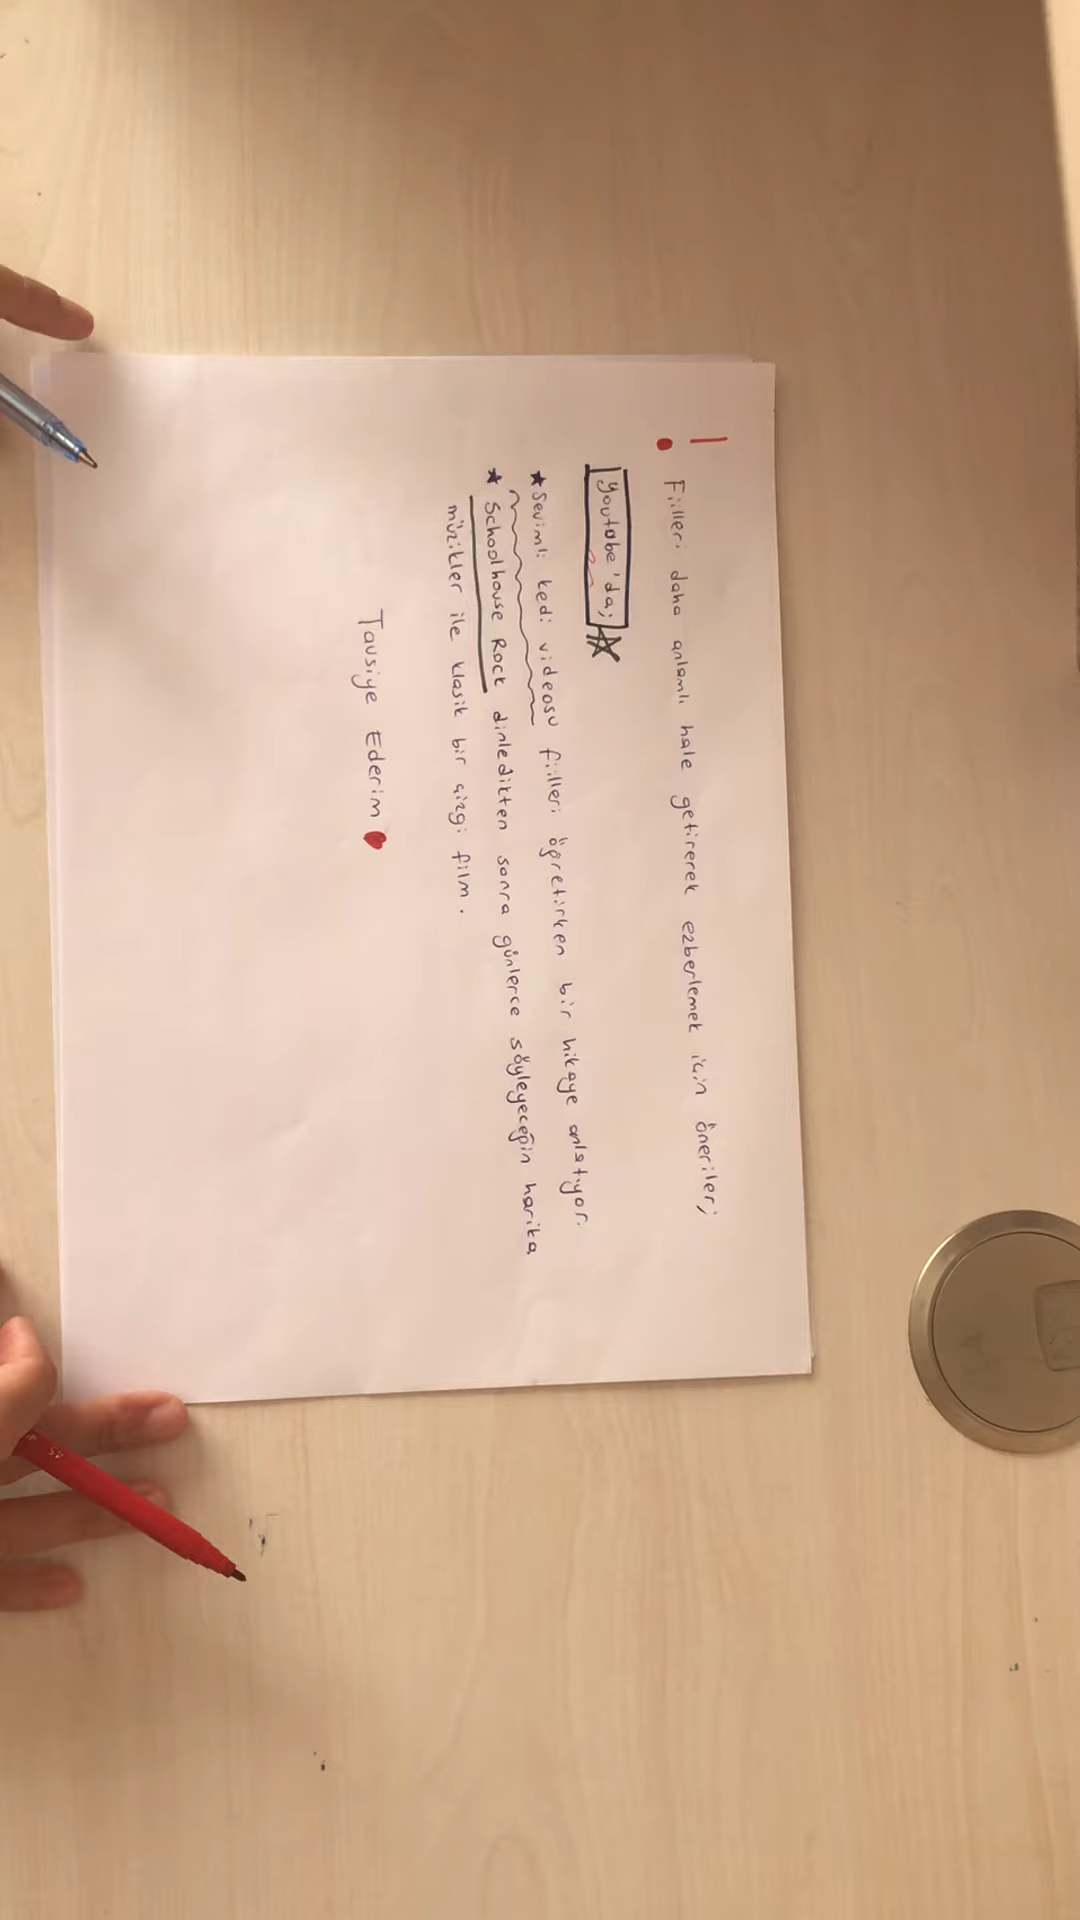 ! Fiilleri daha anlamlı hale getirerek ezberlemek için öneriler;
Youtobe'da;
★ Sevimli kedi videosu fiilleri öğretirken bir hikaye anlatıyor.
★ Schoolhouse Rock dinledikten sonra günlerce söyleyeceğin harika
müzikler ile klasik bir çizgi film.
Tavsiye Ederim ♥